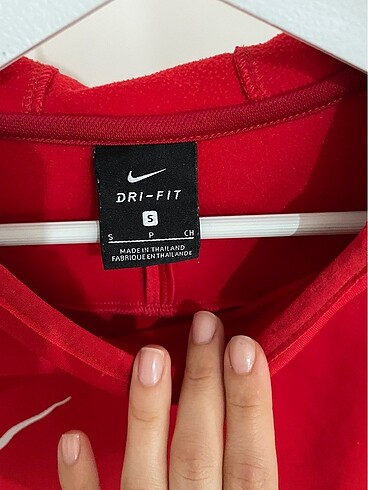 DRI-FIT
S
S P CH
MADE IN THAILAND
FABRIQUÉ EN THAÏLANDE